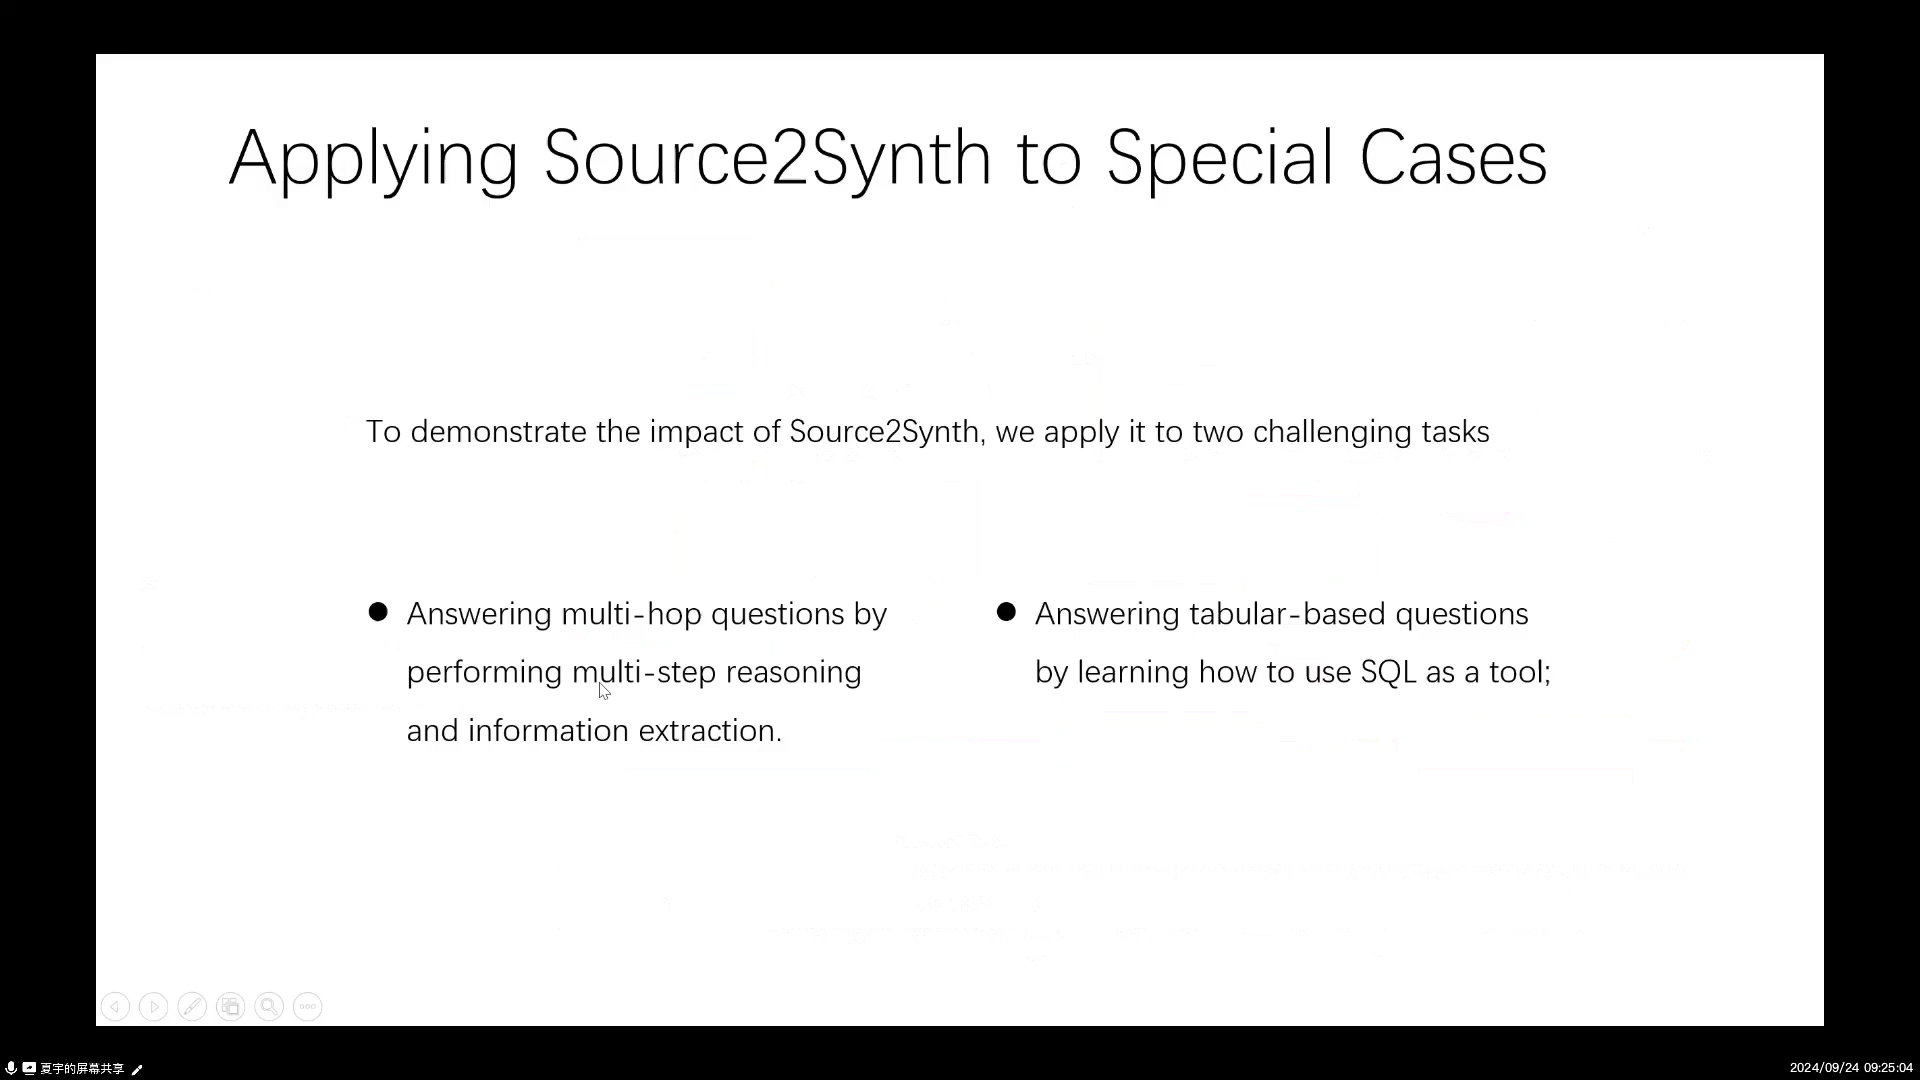 Applying Source2Synth to Special Cases
To demonstrate the impact of Source2Synth, we apply it to two challenging tasks
● Answering multi-hop questions by
performing multi-step reasoning
and information extraction.
● Answering tabular-based questions
by learning how to use SQL as a tool;
夏宇的屏幕共享
2024/09/24 09:25:04